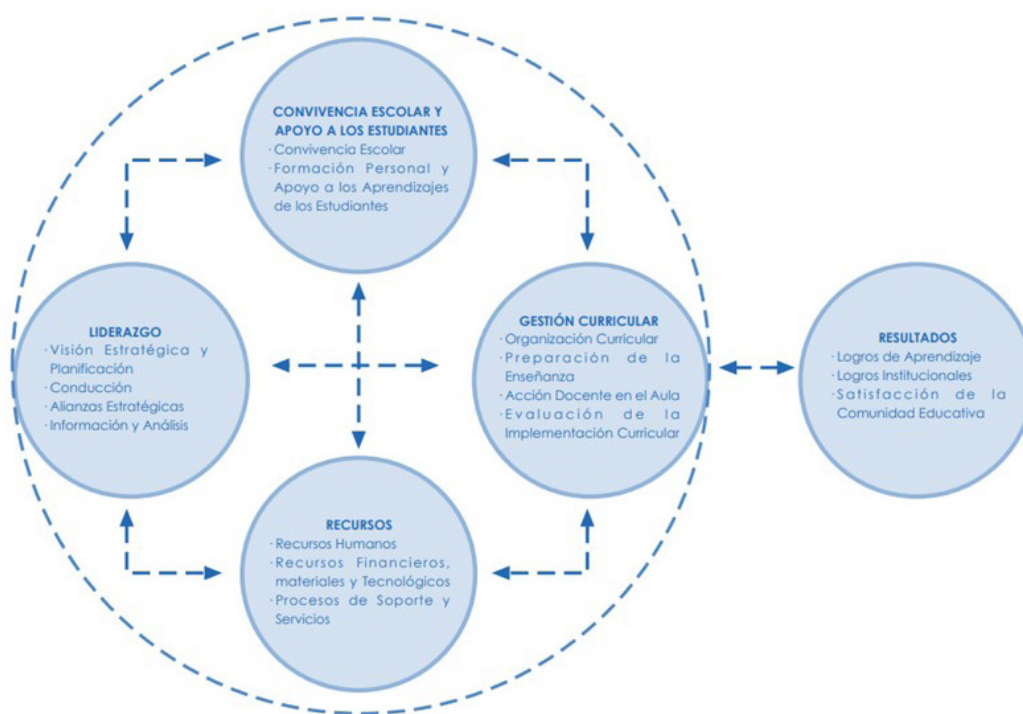 CONVIVENCIA ESCOLAR Y
APOYO A LOS ESTUDIANTES
· Convivencia Escolar
· Formación Personal y
Apoyo a los Aprendizajes
de los Estudiantes
LIDERAZGO
· Visión Estratégica y
Planificación
· Conducción
· Alianzas Estratégicas
· Información y Análisis
GESTIÓN CURRICULAR
· Organización Curricular
· Preparación de la
Enseñanza
· Acción Docente en el Aula
· Evaluación de la
Implementación Curricular
RESULTADOS
· Logros de Aprendizaje
· Logros Institucionales
· Satisfacción de la
Comunidad Educativa
RECURSOS
· Recursos Humanos
· Recursos Financieros,
materiales y Tecnológicos
· Procesos de Soporte y
Servicios